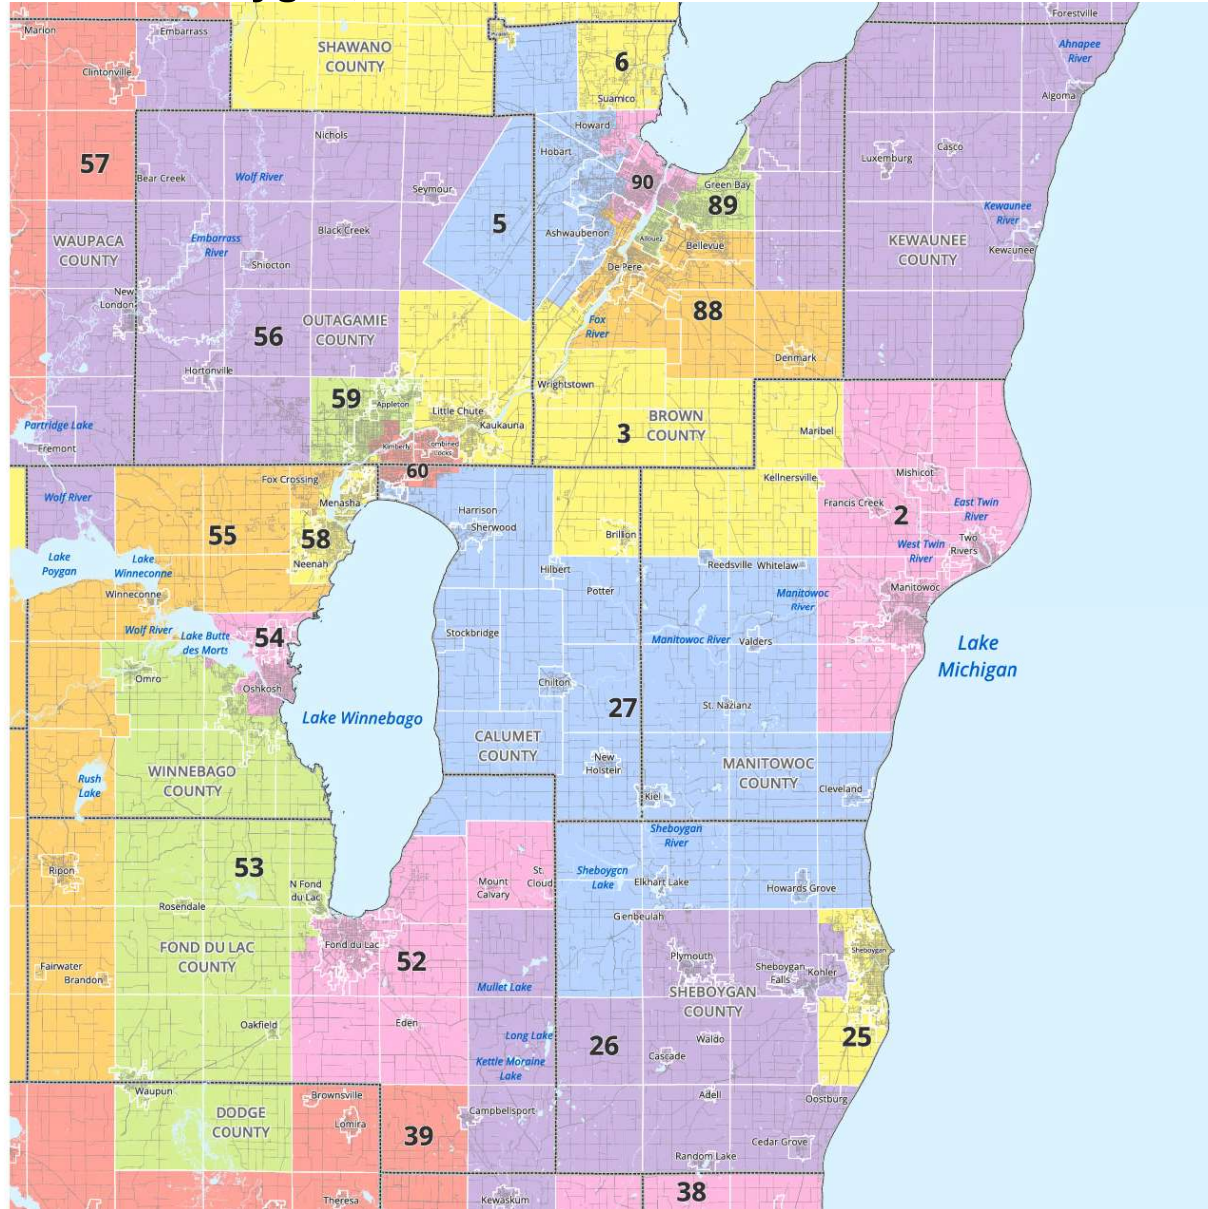 Marion
Embarrass
Forestville
SHAWANO
COUNTY
6
Ahnapee
River
Clintonville
Suamico
Algoma
Howard
57
Nichols
Hobart
Casco
Luxemburg
Bear Creek
Wolf River
Seymour
90
Green Bay
89
5
Kewaunee
River
Black Creek
Ashwaubenon
Allouez
Bellevue
WAUPACA
COUNTY
Embarrass
River
KEWAUNEE
COUNTY
Kewaunee
Shiocton
De Pere
New
London
56
OUTAGAMIE
COUNTY
Fox
River
88
Hortonville
Denmark
59
Appleton
Wrightstown
Little Chute
Kaukauna
Partridge Lake
Fremont
3
BROWN
COUNTY
Maribel
Kimberly
Combined
Locks
60
Fox Crossing
Kellnersville
Mishicot
Wolf River
Menasha
Harrison
Sherwood
Francis Creek
2
East Twin
River
55
58
Brillion
West Twin
River
Two
Rivers
Lake
Poygan
Lake
Winneconne
Neenah
Hilbert
Reedsville
Whitelaw
Winneconne
Potter
Manitowoc
River
Manitowoc
Wolf River
54
Lake Butte
des Morts
Stockbridge
Manitowoc River
Valders
Lake
Michigan
Omro
Oshkosh
Chilton
27
St. Nazianz
Lake Winnebago
CALUMET
COUNTY
New
Holstein
WINNEBAGO
COUNTY
MANITOWOC
COUNTY
Rush
Lake
Kiel
Cleveland
Sheboygan
River
Ripon
53
N Fond
du Lac
Mount
Calvary
St.
Cloud
Sheboygan
Lake
Elkhart Lake
Howards Grove
Rosendale
Glenbeulah
FOND DU LAC
COUNTY
Fond du Lac
52
Plymouth
Sheboygan
Sheboygan
Falls
Kohler
Fairwater
Brandon
Mullet Lake
SHEBOYGAN
COUNTY
Oakfield
Eden
Long Lake
26
Waldo
25
Kettle Moraine
Lake
Cascade
Waupun
Brownsville
Adell
Oostburg
DODGE
COUNTY
Lomira
39
Campbellsport
Cedar Grove
Random Lake
Theresa
Kewaskum
38